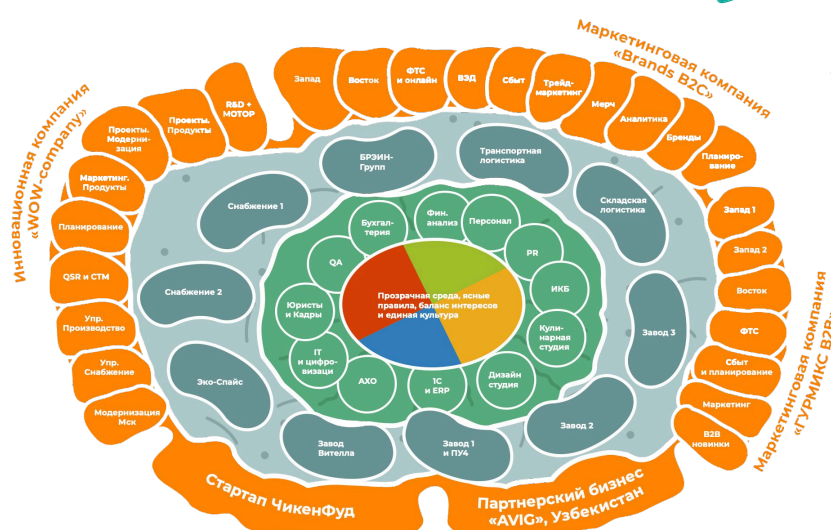 Инновационная компания
«WOW-company»
Маркетинговая компания
«Brands B2C»
Маркетинговая компания
«ГУРМИКС B2B»
Модернизация
Мск
Упр.
Снабжение
Упр.
Производство
QSR и СТМ
Планирование
Маркетинг.
Продукты
Проекты.
Модерни-
зация
Проекты.
Продукты
R&D +
МОТОР
Запад
Восток
ФТС
и онлайн
ВЭД
Сбыт
Трейд-
маркетинг
Мерч
Аналитика
Бренды
Планиро-
вание
Запад 1
Запад 2
Восток
ФТС
Сбыт
и планирование
Маркетинг
B2B
новинки
БРЭИН-
Групп
Транспортная
логистика
Складская
логистика
Завод 3
Завод 2
Завод 1
и ПУ4
Завод
Вителла
Эко-Спайс
Снабжение 2
Снабжение 1
Бухгал-
терия
Фин.
анализ
Персонал
PR
ИКБ
Кули-
нарная
студия
Дизайн
студия
1С
и ERP
АХО
IT
и цифро-
визаци
Юристы
и Кадры
QA
Прозрачная среда, ясные
правила, баланс интересов
и единая культура
Стартап ЧикенФуд
Партнерский бизнес
«AVIG», Узбекистан